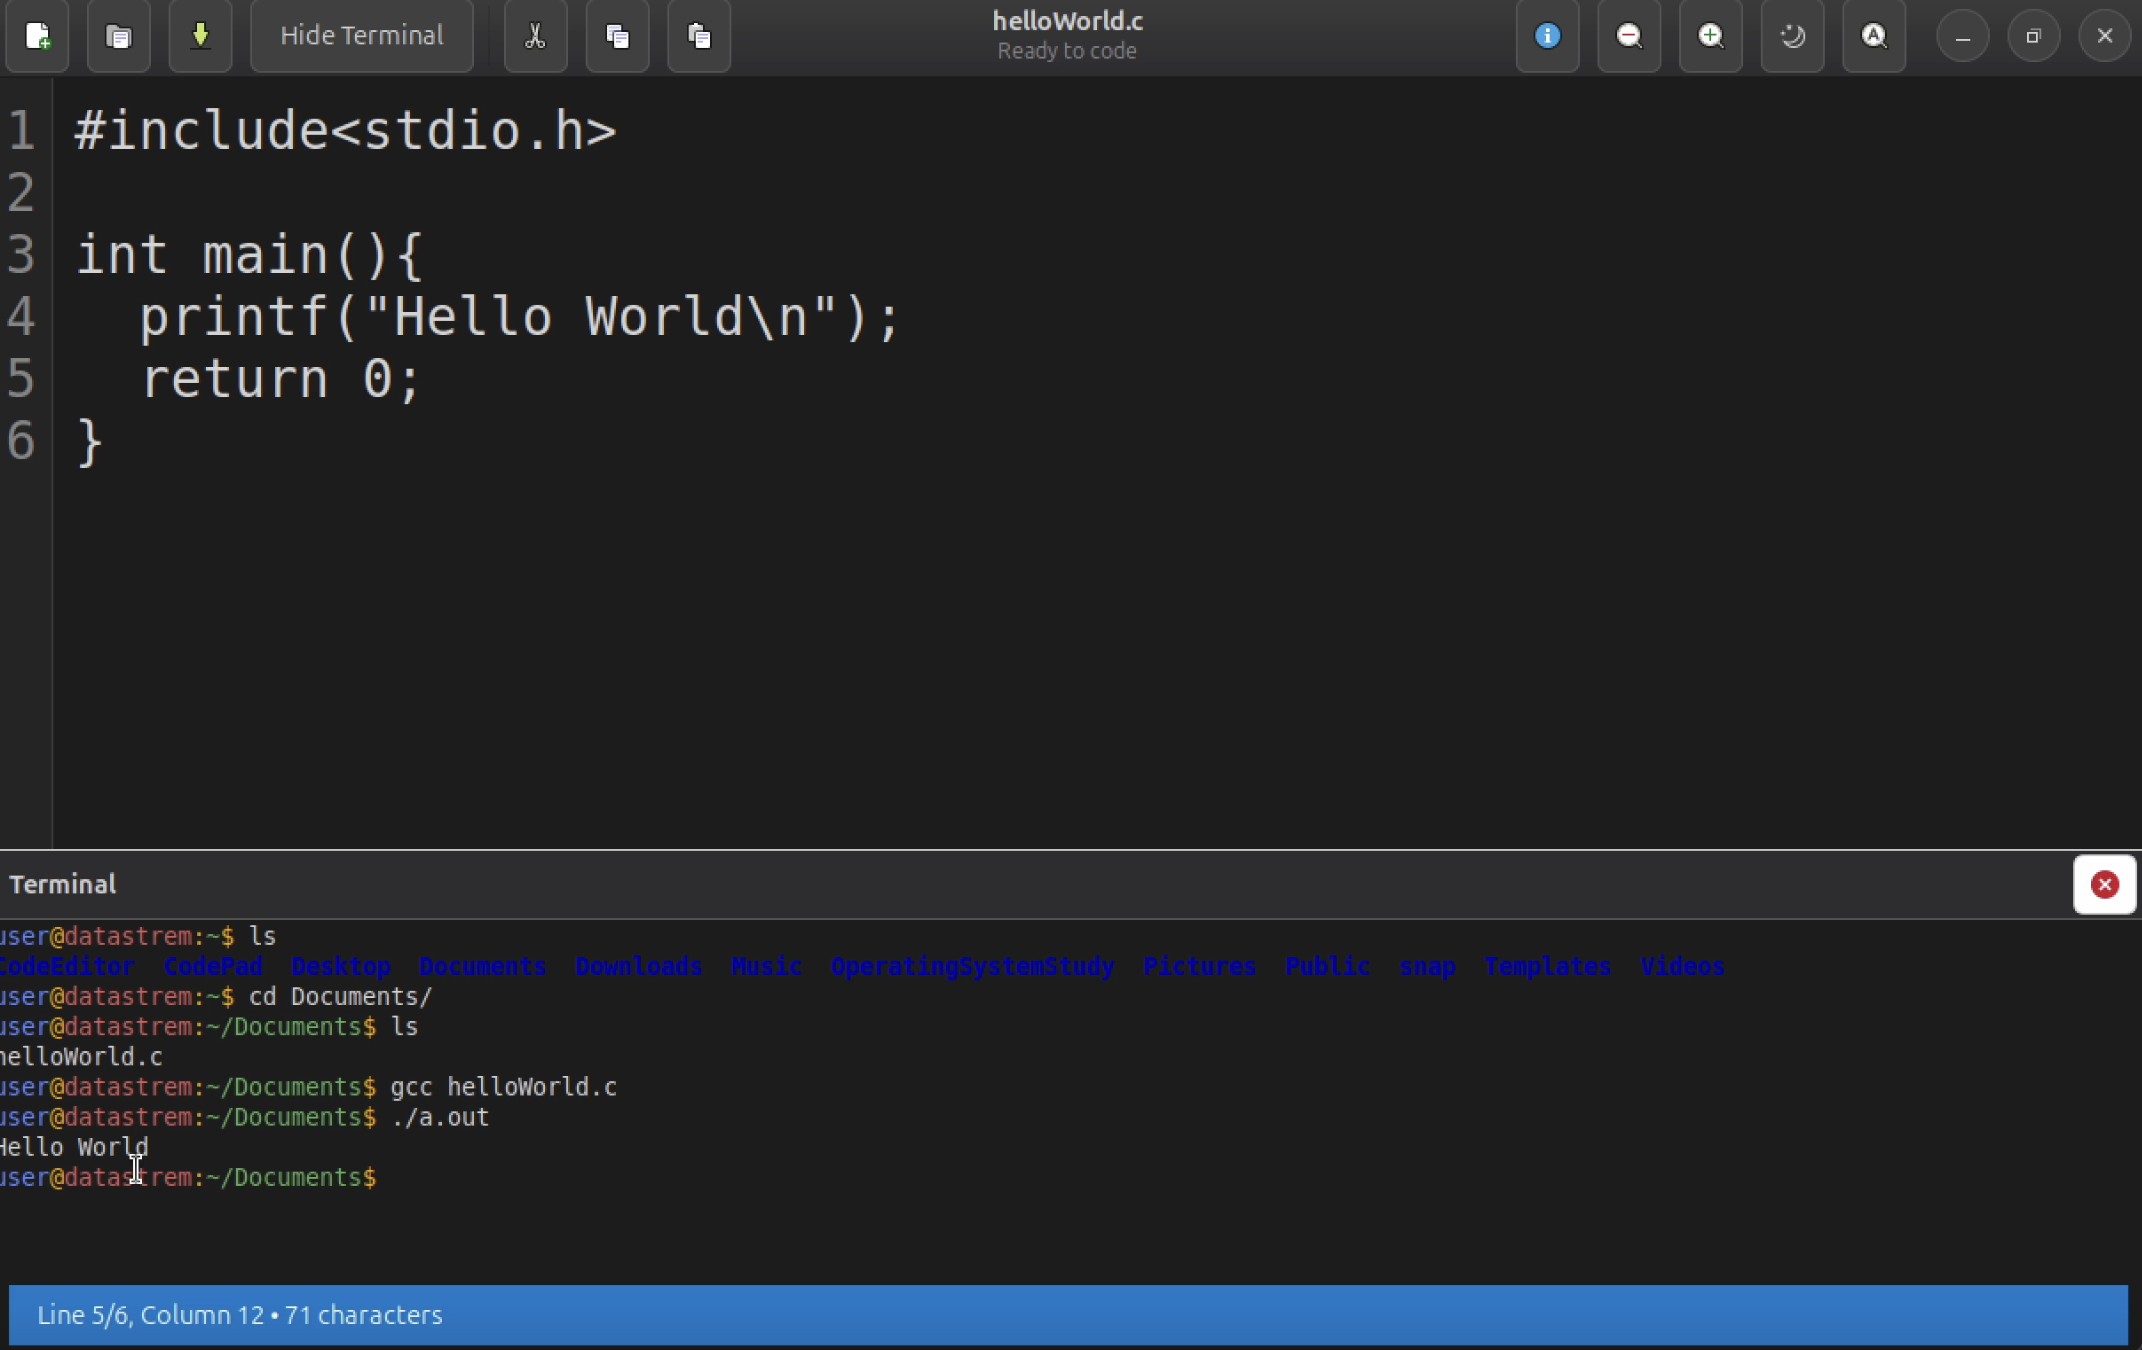 Hide Terminal
helloWorld.c
Ready to code
1 #include<stdio.h>
2
3 int main(){
4   printf("Hello World\n");
5   return 0;
6 }
Terminal
user@datastrem:~$ ls
CodeEditor  CodePad  Desktop  Documents  Downloads  Music  OperatingSystemStudy  Pictures  Public  snap  Templates  Videos
user@datastrem:~$ cd Documents/
user@datastrem:~/Documents$ ls
helloWorld.c
user@datastrem:~/Documents$ gcc helloWorld.c
user@datastrem:~/Documents$ ./a.out
Hello World
user@datastrem:~/Documents$
Line 5/6, Column 12 • 71 characters